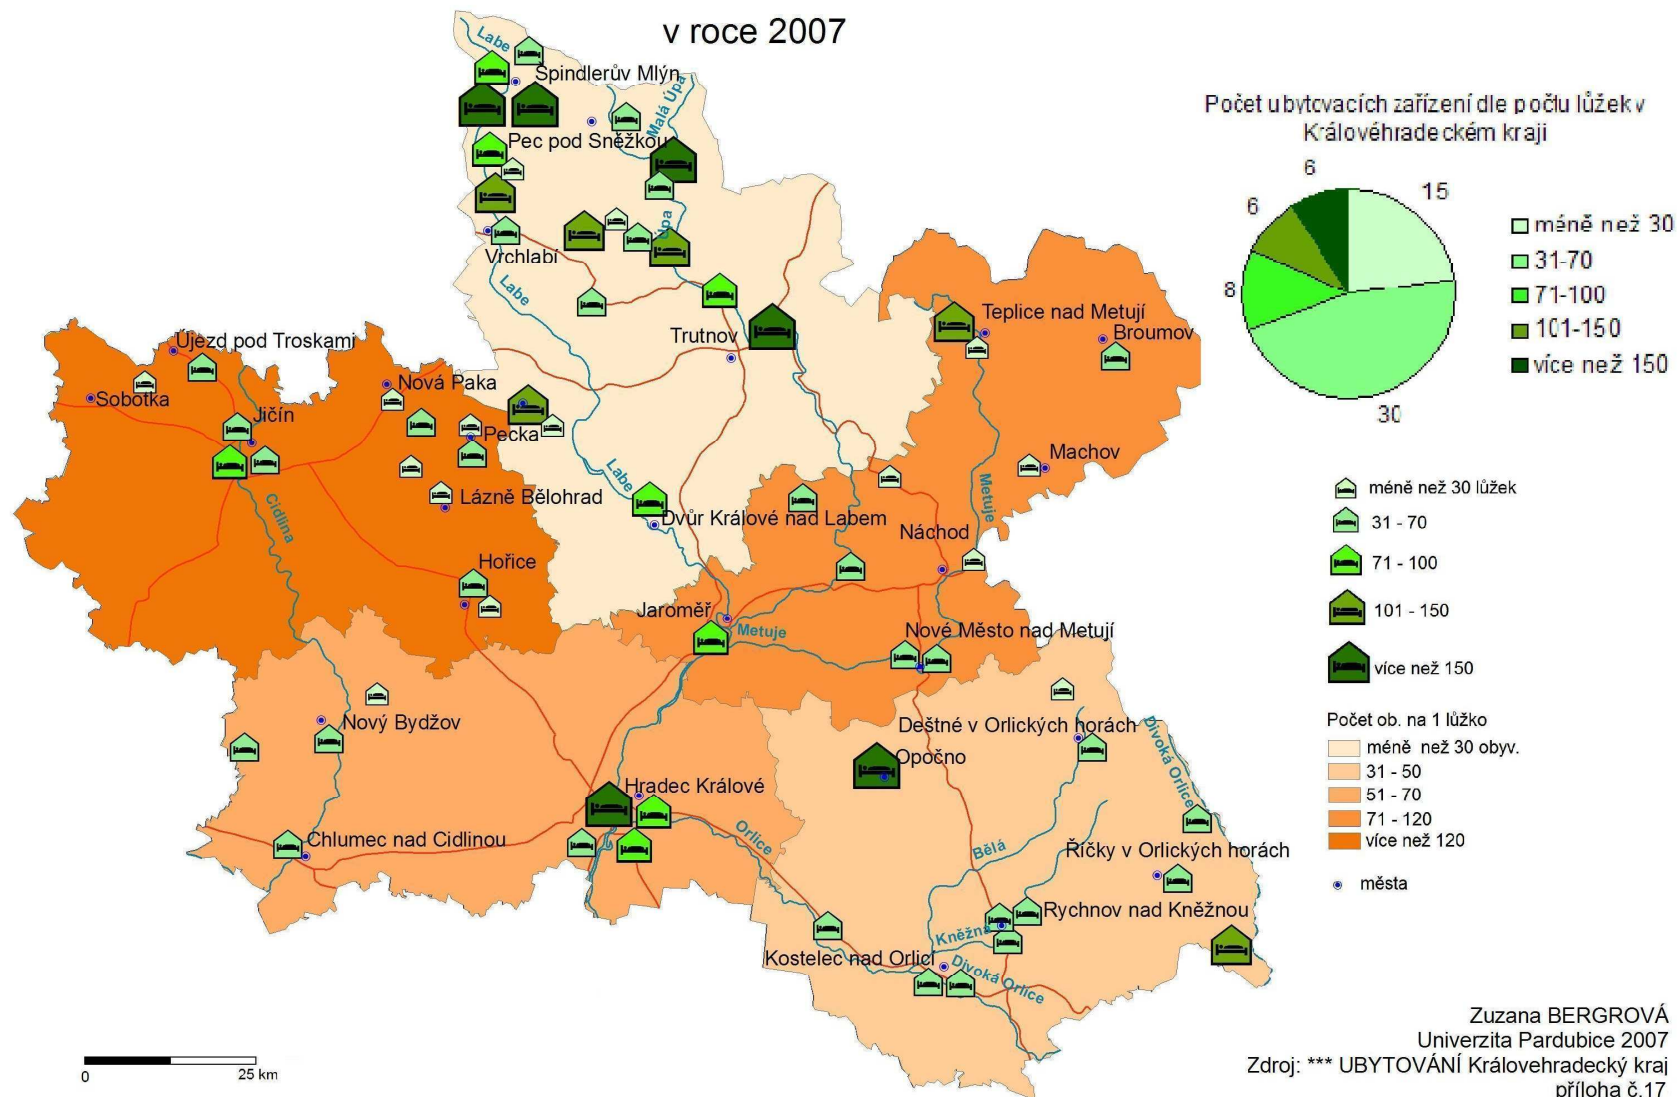 v roce 2007
Labe
Špindlerův Mlýn
Malá Úpa
Pec pod Sněžkou
Úpa
Vrchlabí
Labe
Trutnov
Teplice nad Metují
Broumov
Újezd pod Troskami
Nová Paka
Sobotka
Jičín
Pecka
Machov
Labe
Metuje
Lázně Bělohrad
Cidlina
Dvůr Králové nad Labem
Náchod
Hořice
Jaroměř
Metuje
Nové Město nad Metují
Nový Bydžov
Deštné v Orlických horách
Divoká Orlice
Opočno
Hradec Králové
Orlice
Chlumec nad Cidlinou
Bělá
Říčky v Orlických horách
Rychnov nad Kněžnou
Kněžna
Kostelec nad Orlicí
Divoká Orlice
0 25 km
Počet ubytovacích zařízení dle počtu lůžek v
Královéhradeckém kraji
6
15
6
8
30
méně než 30
31-70
71-100
101-150
více než 150
méně než 30 lůžek
31 - 70
71 - 100
101 - 150
více než 150
Počet ob. na 1 lůžko
méně než 30 obyv.
31 - 50
51 - 70
71 - 120
více než 120
města
Zuzana BERGROVÁ
Univerzita Pardubice 2007
Zdroj: *** UBYTOVÁNÍ Královehradecký kraj
příloha č.17